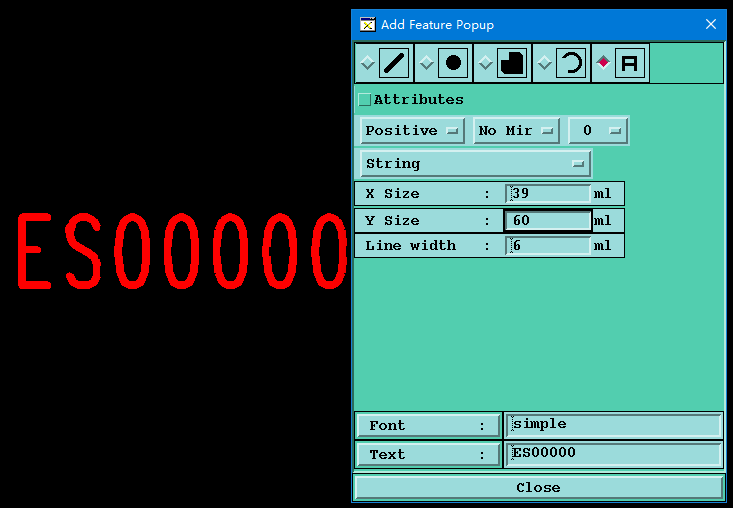 Add Feature Popup
Attributes
Positive No Mir 0
String
X Size : 39 ml
Y Size : 60 ml
ES00000
Line width : 6 ml
Font : simple
Text : ES00000
Close